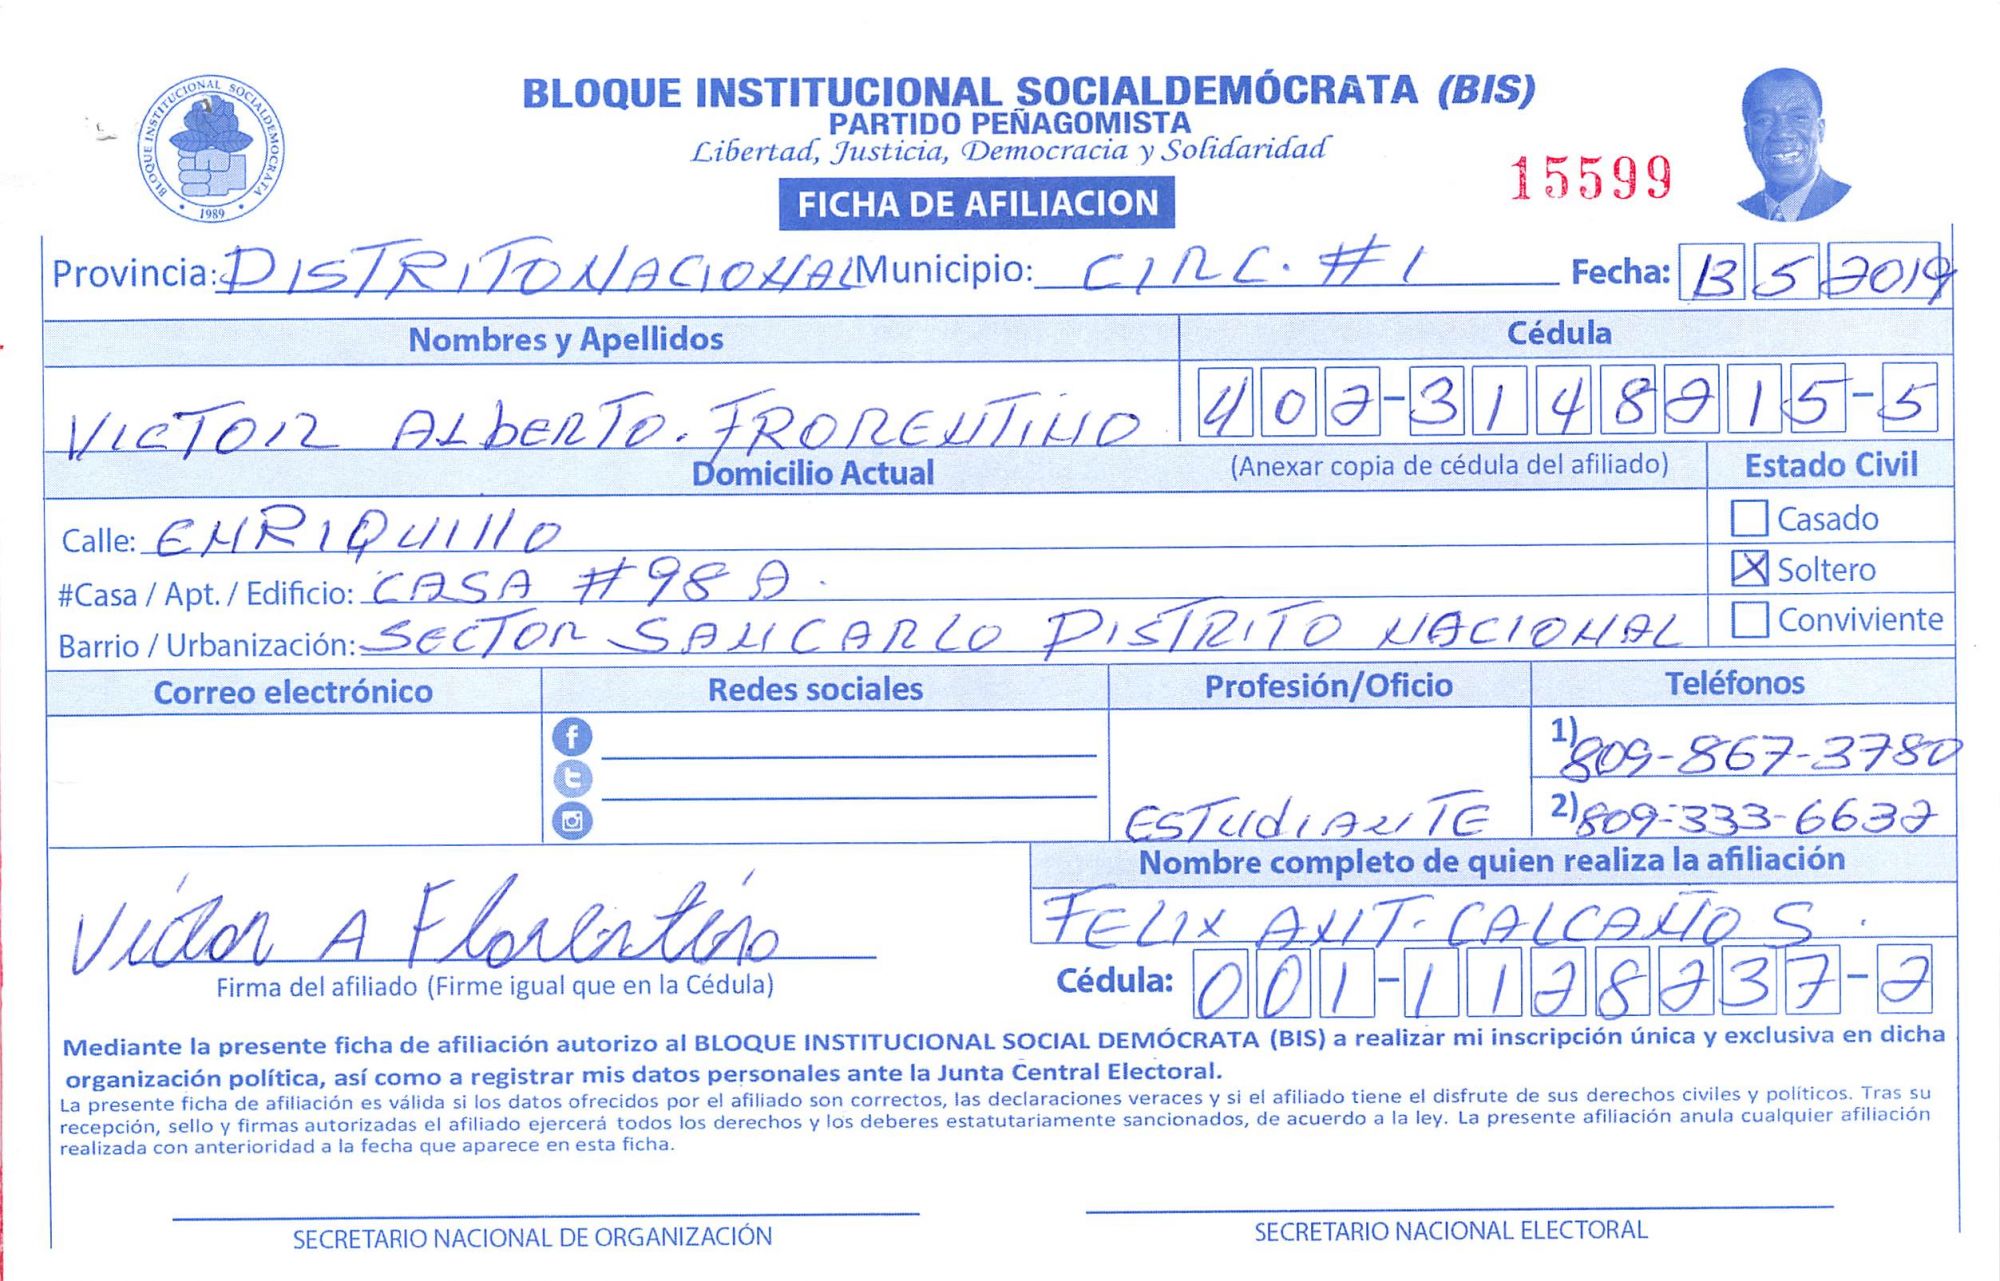 BLOQUE INSTITUCIONAL SOCIALDEMÓCRATA (BIS)
PARTIDO PEÑAGOMISTA
Libertad, Justicia, Democracia y Solidaridad
BLOQUE INSTITUCIONAL SOCIALDEMOCRATA
• 1989 •
15599
FICHA DE AFILIACION
Provincia: DISTRITO NACIONAL Municipio: CIRC. #1 Fecha: 13 5 2019
Nombres y Apellidos Cédula
VICTOR ALbERTO. FRORENTINO 402-3148215-5
Domicilio Actual (Anexar copia de cédula del afiliado) Estado Civil
Calle: ENRIQUIllO Casado
#Casa / Apt. / Edificio: CASA #98 A. Soltero
Barrio / Urbanización: SECTOR SANCARLO DISTRITO NACIONAL Conviviente
Correo electrónico Redes sociales Profesión/Oficio Teléfonos
1) 809-867-3780
ESTUdIANTE 2) 809-333-6632
Nombre completo de quien realiza la afiliación
Victor A Florentino FELIX ANT. CALCAÑO S.
Firma del afiliado (Firme igual que en la Cédula) Cédula: 001-1128237-2
Mediante la presente ficha de afiliación autorizo al BLOQUE INSTITUCIONAL SOCIAL DEMÓCRATA (BIS) a realizar mi inscripción única y exclusiva en dicha
organización política, así como a registrar mis datos personales ante la Junta Central Electoral.
La presente ficha de afiliación es válida si los datos ofrecidos por el afiliado son correctos, las declaraciones veraces y si el afiliado tiene el disfrute de sus derechos civiles y políticos. Tras su
recepción, sello y firmas autorizadas el afiliado ejercerá todos los derechos y los deberes estatutariamente sancionados, de acuerdo a la ley. La presente afiliación anula cualquier afiliación
realizada con anterioridad a la fecha que aparece en esta ficha.
SECRETARIO NACIONAL DE ORGANIZACIÓN SECRETARIO NACIONAL ELECTORAL